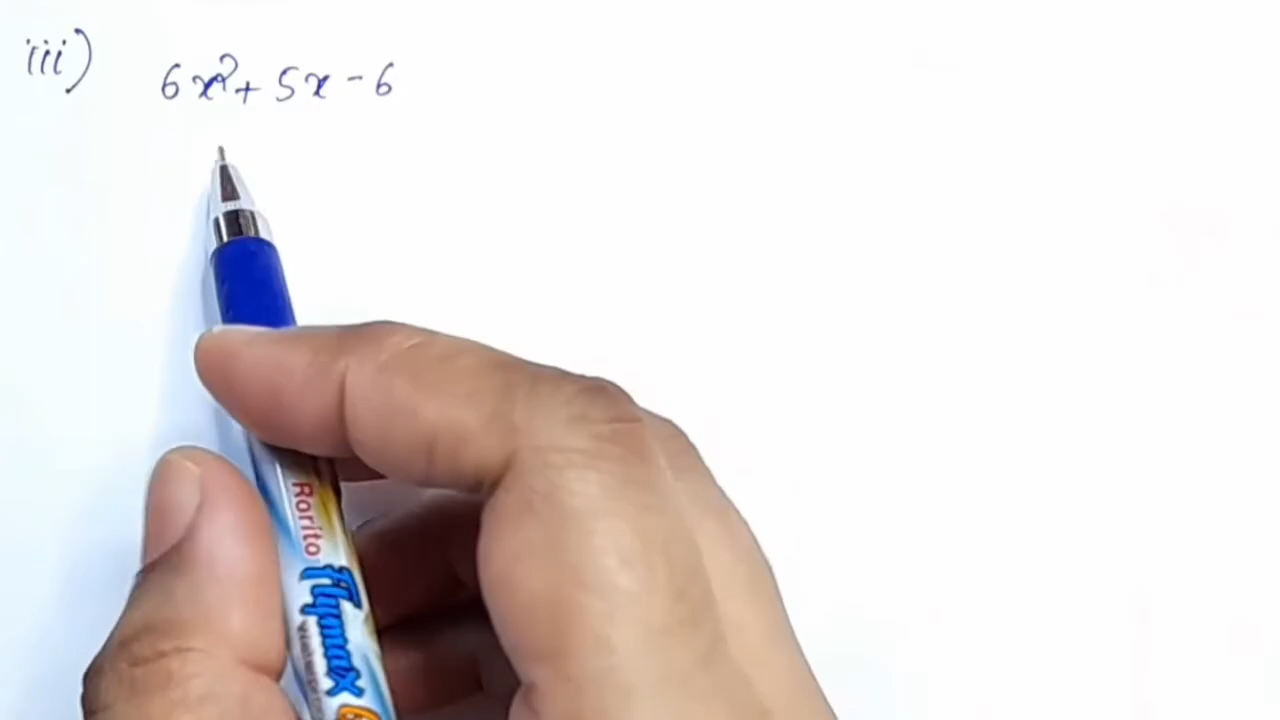 iii) 6x² + 5x - 6
Rorito
Flymax